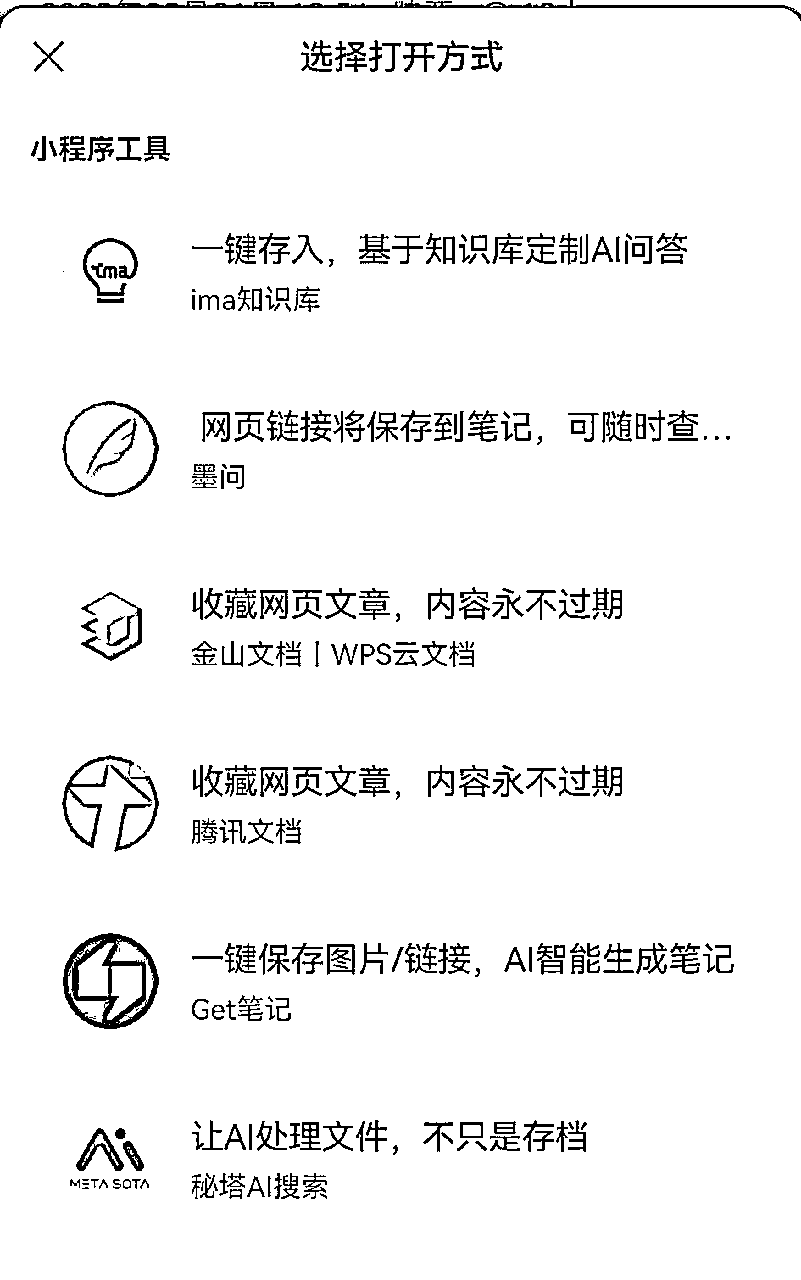 选择打开方式
小程序工具
ima
一键存入，基于知识库定制AI问答
ima知识库
网页链接将保存到笔记，可随时查...
墨问
收藏网页文章，内容永不过期
金山文档丨WPS云文档
收藏网页文章，内容永不过期
腾讯文档
一键保存图片/链接，AI智能生成笔记
Get笔记
让AI处理文件，不只是存档
META SOTA
秘塔AI搜索